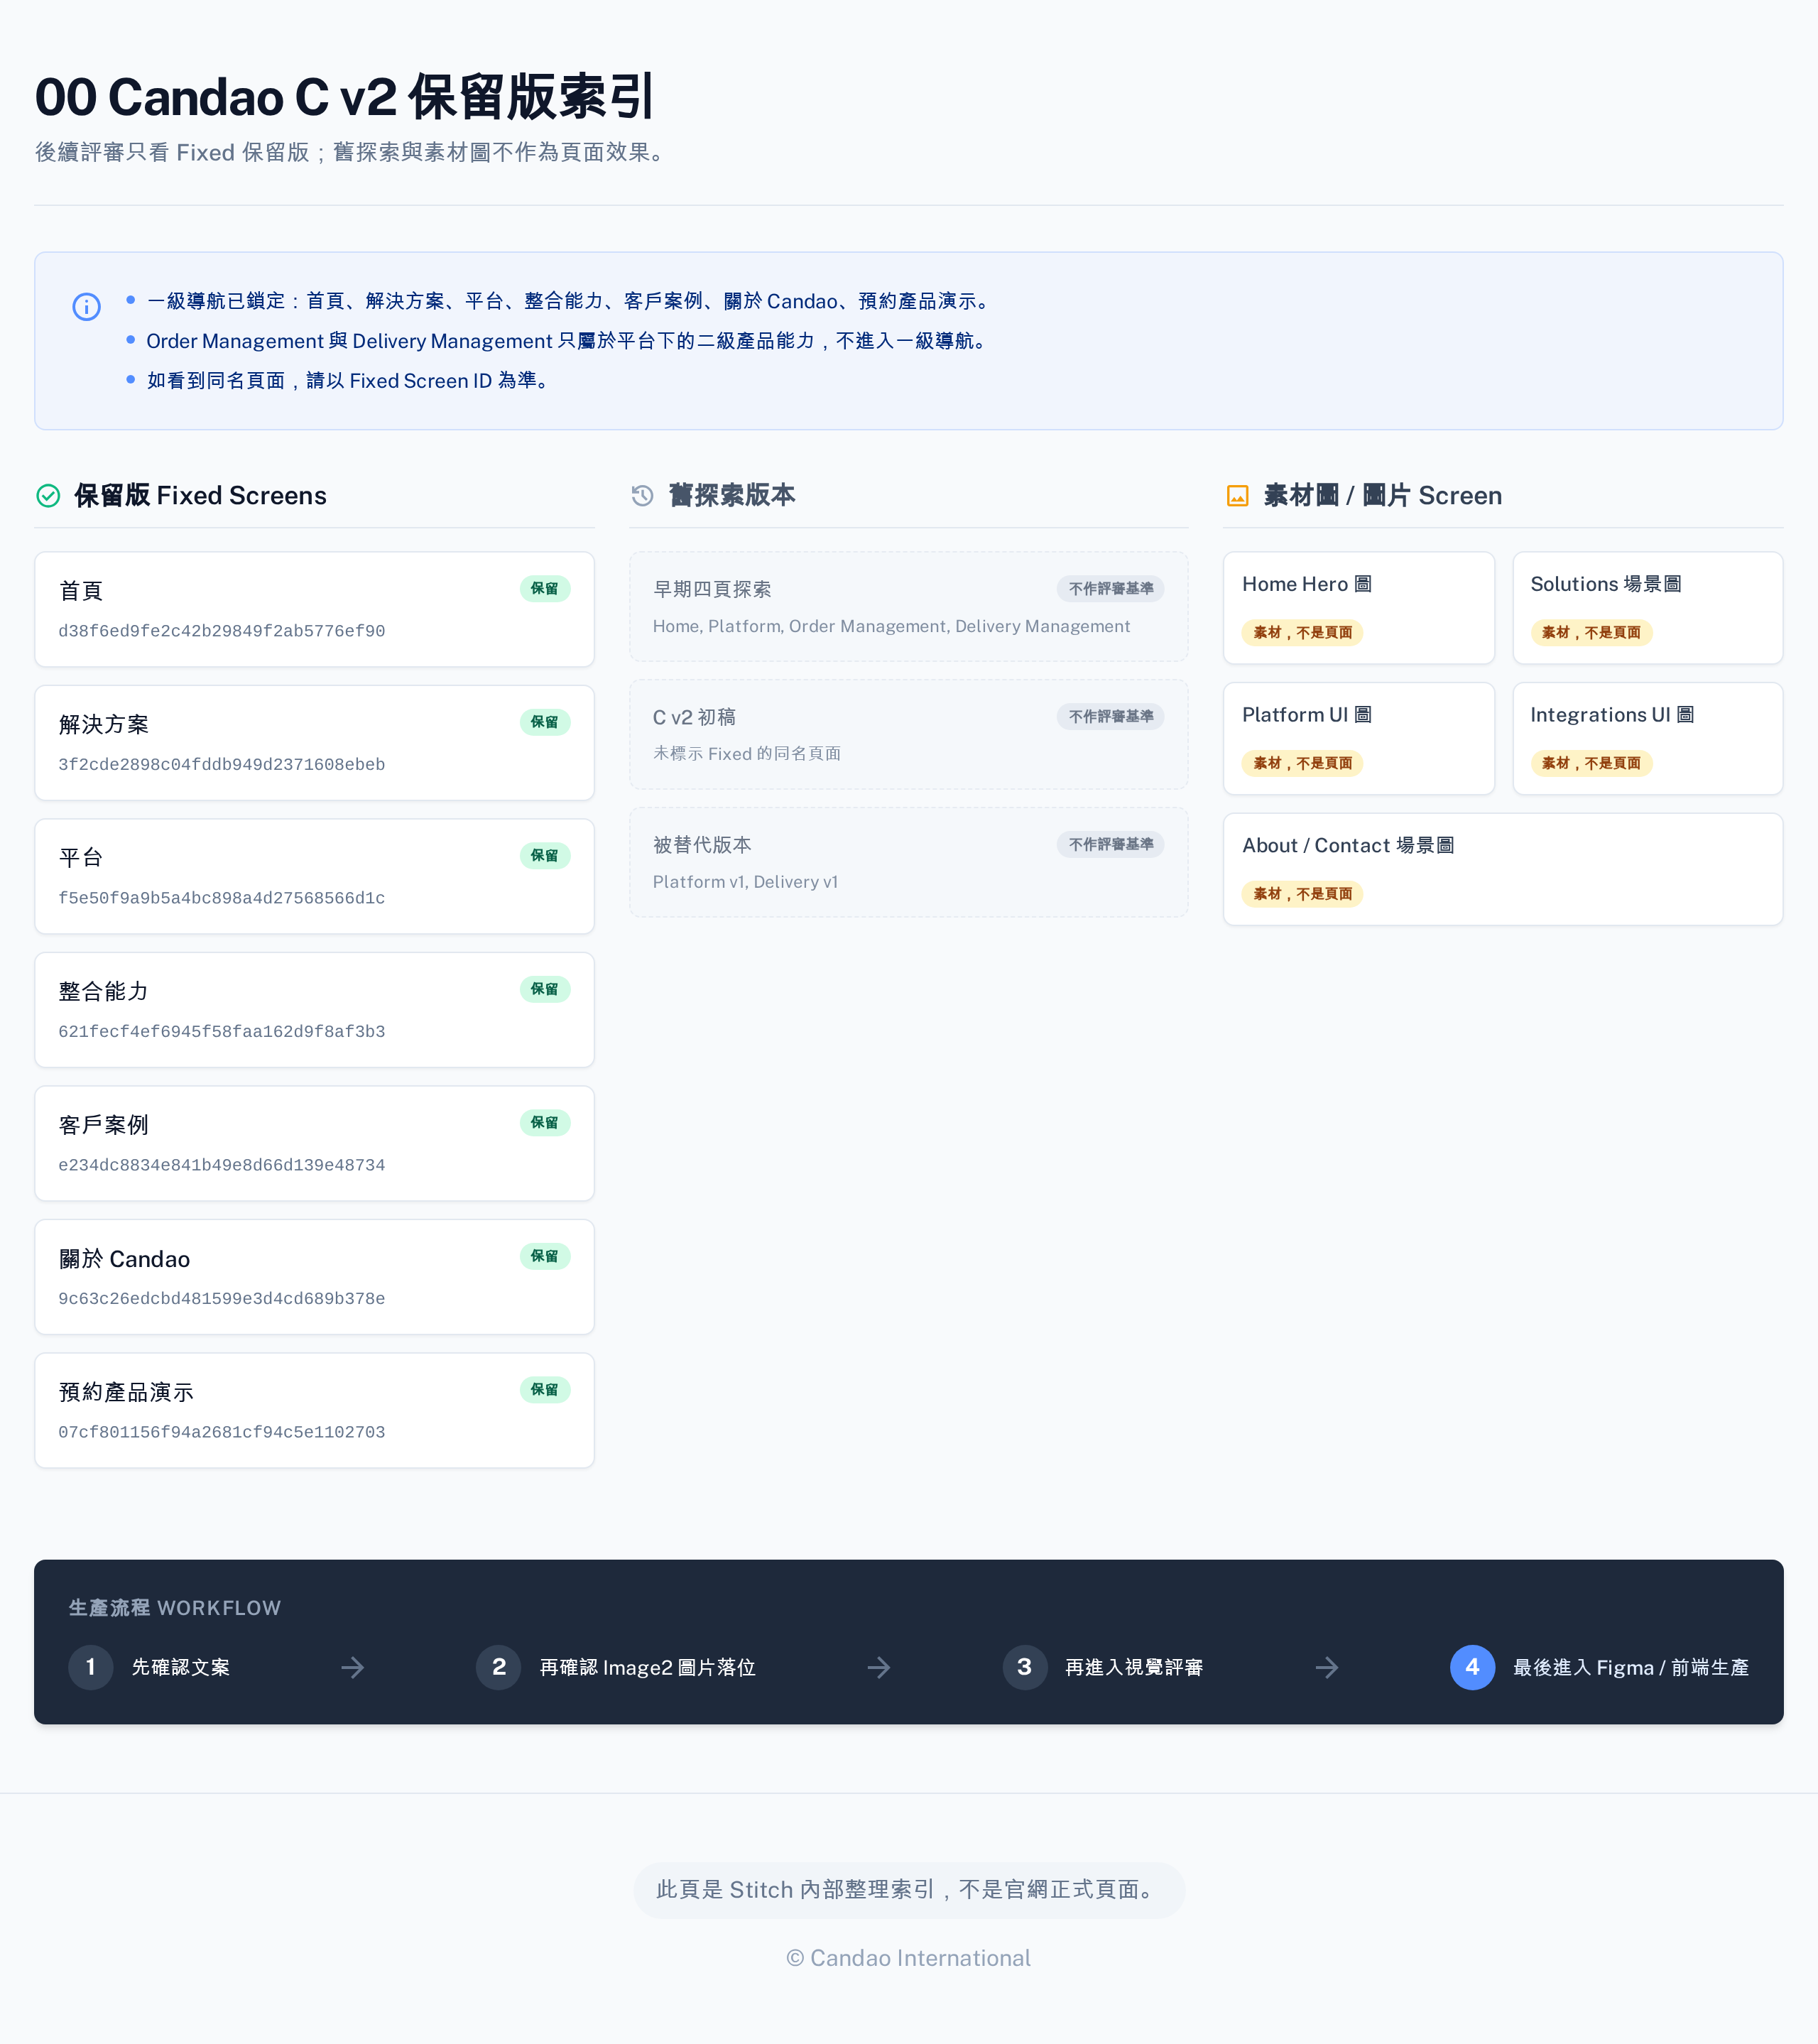 00 Candao C v2 保留版索引
後續評審只看 Fixed 保留版；舊探索與素材圖不作為頁面效果。
一級導航已鎖定：首頁、解決方案、平台、整合能力、客戶案例、關於 Candao、預約產品演示。
Order Management 與 Delivery Management 只屬於平台下的二級產品能力，不進入一級導航。
如看到同名頁面，請以 Fixed Screen ID 為準。
保留版 Fixed Screens
首頁
保留
d38f6ed9fe2c42b29849f2ab5776ef90
解決方案
保留
3f2cde2898c04fddb949d2371608ebeb
平台
保留
f5e50f9a9b5a4bc898a4d27568566d1c
整合能力
保留
621fecf4ef6945f58faa162d9f8af3b3
客戶案例
保留
e234dc8834e841b49e8d66d139e48734
關於 Candao
保留
9c63c26edcbd481599e3d4cd689b378e
預約產品演示
保留
07cf801156f94a2681cf94c5e1102703
舊探索版本
早期四頁探索
不作評審基準
Home, Platform, Order Management, Delivery Management
C v2 初稿
不作評審基準
未標示 Fixed 的同名頁面
被替代版本
不作評審基準
Platform v1, Delivery v1
素材圖 / 圖片 Screen
Home Hero 圖
素材，不是頁面
Solutions 場景圖
素材，不是頁面
Platform UI 圖
素材，不是頁面
Integrations UI 圖
素材，不是頁面
About / Contact 場景圖
素材，不是頁面
生產流程 WORKFLOW
1 先確認文案
2 再確認 Image2 圖片落位
3 再進入視覺評審
4 最後進入 Figma / 前端生產
此頁是 Stitch 內部整理索引，不是官網正式頁面。
© Candao International